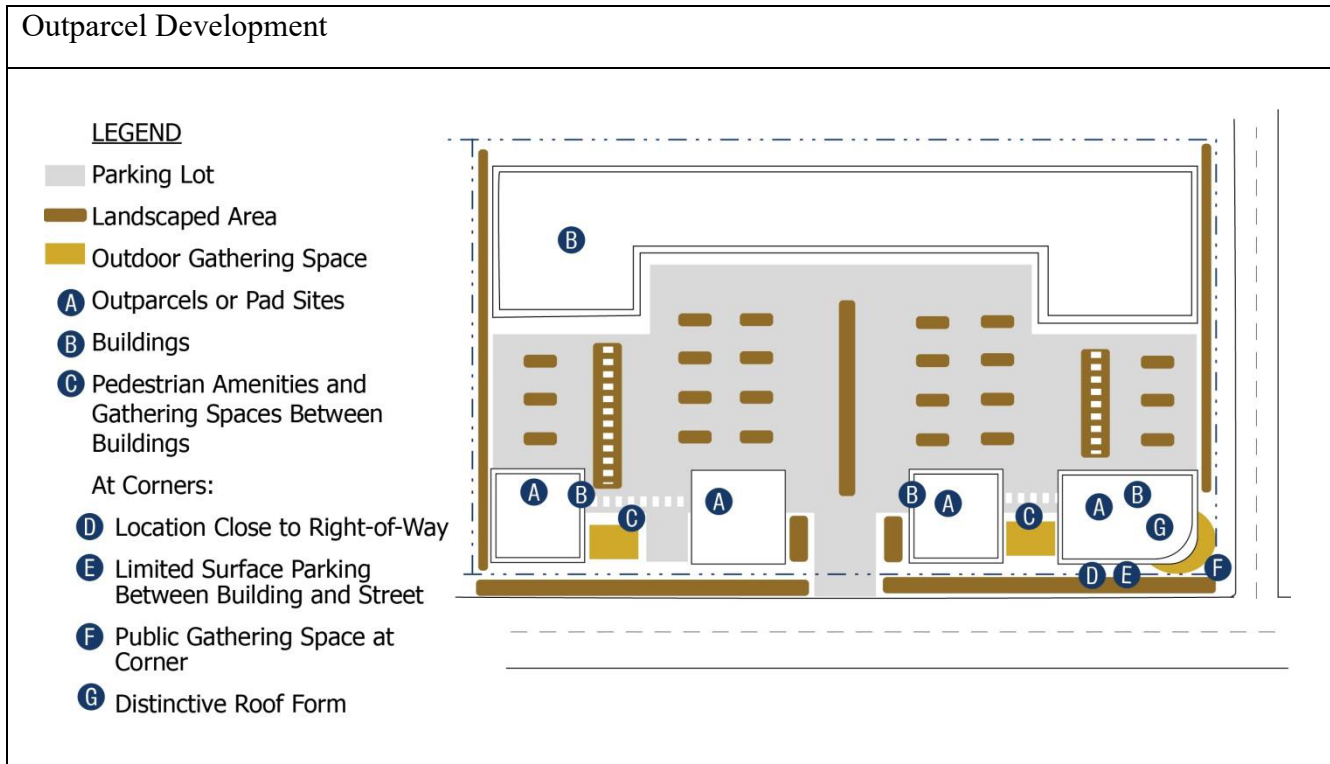 Outparcel Development
LEGEND
Parking Lot
Landscaped Area
Outdoor Gathering Space
A Outparcels or Pad Sites
B Buildings
C Pedestrian Amenities and
Gathering Spaces Between
Buildings
At Corners:
D Location Close to Right-of-Way
E Limited Surface Parking
Between Building and Street
F Public Gathering Space at
Corner
G Distinctive Roof Form
B
A B C A B A C A B G
D E F